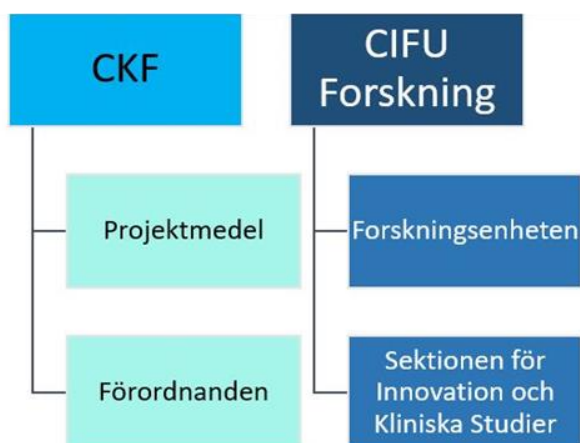 CKF
Projektmedel
Förordnanden
CIFU
Forskning
Forskningsenheten
Sektionen för
Innovation och
Kliniska Studier